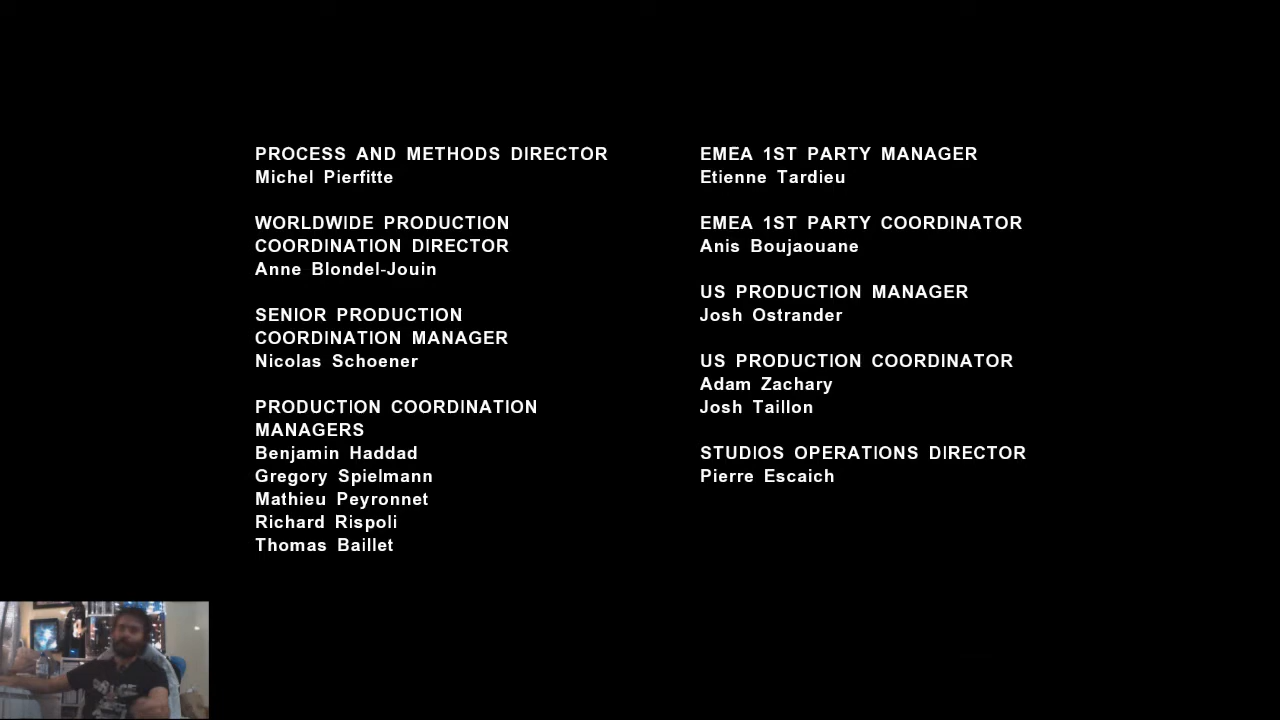 PROCESS AND METHODS DIRECTOR
Michel Pierfitte
WORLDWIDE PRODUCTION
COORDINATION DIRECTOR
Anne Blondel-Jouin
SENIOR PRODUCTION
COORDINATION MANAGER
Nicolas Schoener
PRODUCTION COORDINATION
MANAGERS
Benjamin Haddad
Gregory Spielmann
Mathieu Peyronnet
Richard Rispoli
Thomas Baillet
EMEA 1ST PARTY MANAGER
Etienne Tardieu
EMEA 1ST PARTY COORDINATOR
Anis Boujaouane
US PRODUCTION MANAGER
Josh Ostrander
US PRODUCTION COORDINATOR
Adam Zachary
Josh Taillon
STUDIOS OPERATIONS DIRECTOR
Pierre Escaich